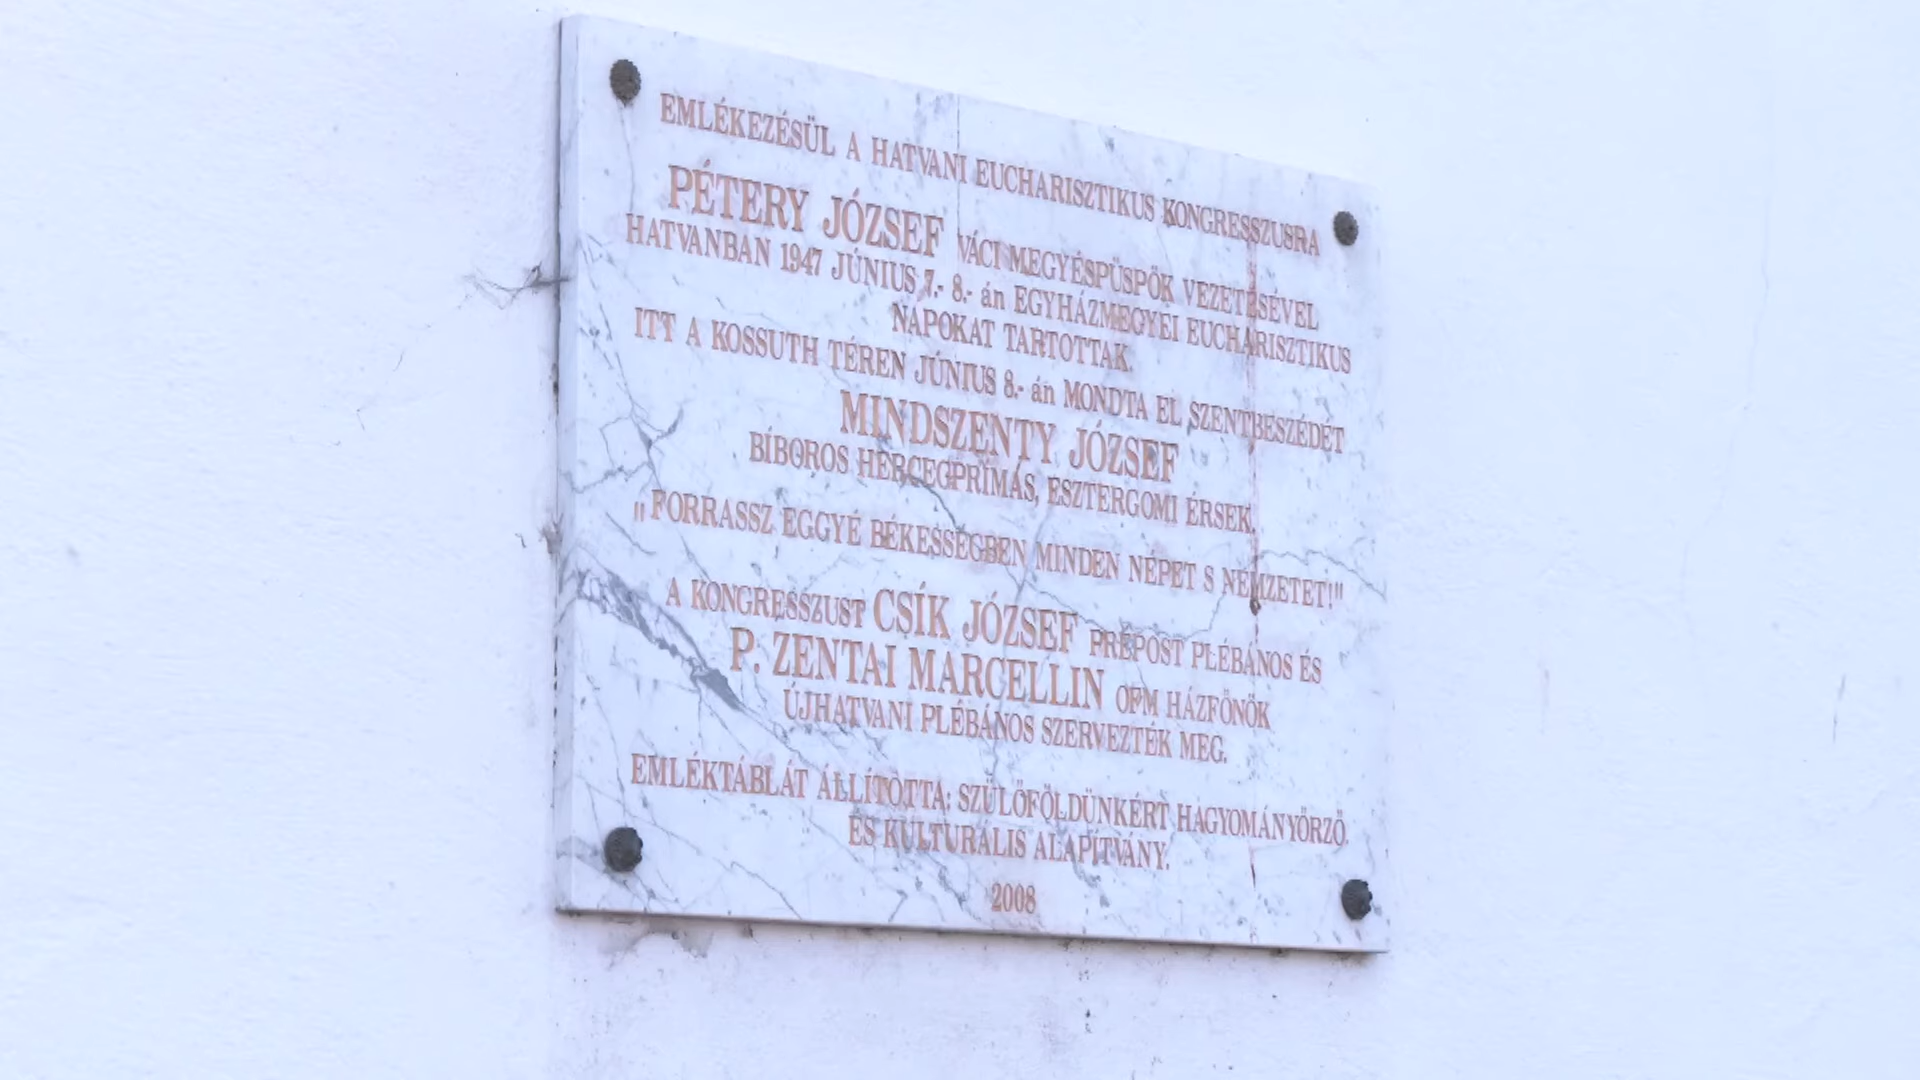 EMLÉKEZÉSÜL A HATVANI EUCHARISZTIKUS KONGRESSZUSRA
PÉTERY JÓZSEF VÁCI MEGYÉSPÜSPÖK VEZETÉSÉVEL
HATVANBAN 1947 JÚNIUS 7.- 8.- án EGYHÁZMEGYEI EUCHARISZTIKUS
NAPOKAT TARTOTTAK.
ITT A KOSSUTH TÉREN JÚNIUS 8.- án MONDTA EL SZENTBESZÉDÉT
MINDSZENTY JÓZSEF
BÍBOROS HERCEGPRÍMÁS, ESZTERGOMI ÉRSEK.
„FORRASSZ EGGYÉ BÉKESSÉGBEN MINDEN NÉPET S NEMZETET!"
A KONGRESSZUST CSÍK JÓZSEF PRÉPOST PLÉBÁNOS ÉS
P. ZENTAI MARCELLIN OFM HÁZFŐNÖK
ÚJHATVANI PLÉBÁNOS SZERVEZTÉK MEG.
EMLÉKTÁBLÁT ÁLLÍTOTTA: SZÜLŐFÖLDÜNKÉRT HAGYOMÁNYŐRZŐ,
ÉS KULTURÁLIS ALAPÍTVÁNY.
2008